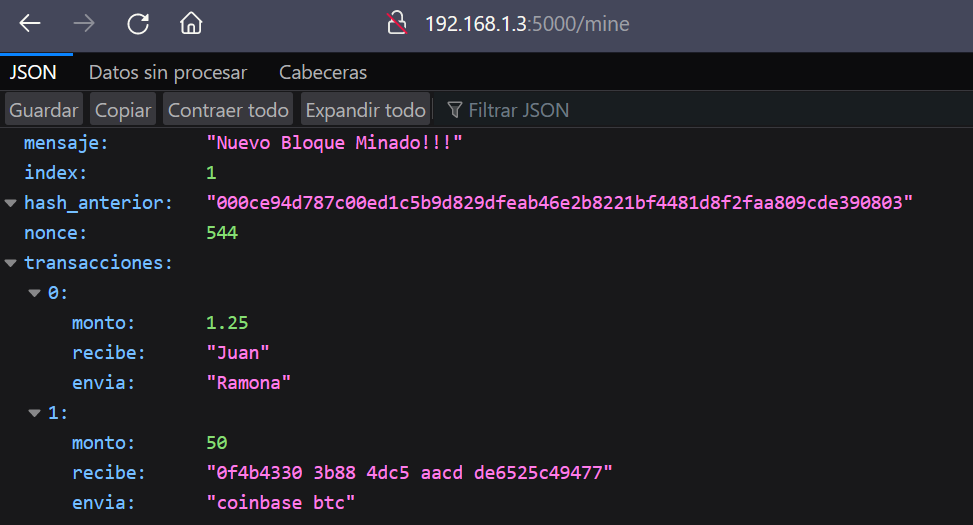 192.168.1.3:5000/mine
JSON Datos sin procesar Cabeceras
Guardar Copiar Contraer todo Expandir todo Filtrar JSON
mensaje: "Nuevo Bloque Minado!!!"
index: 1
hash_anterior: "000ce94d787c00ed1c5b9d829dfeab46e2b8221bf4481d8f2faa809cde390803"
nonce: 544
transacciones:
0:
monto: 1.25
recibe: "Juan"
envia: "Ramona"
1:
monto: 50
recibe: "0f4b4330 3b88 4dc5 aacd de6525c49477"
envia: "coinbase btc"